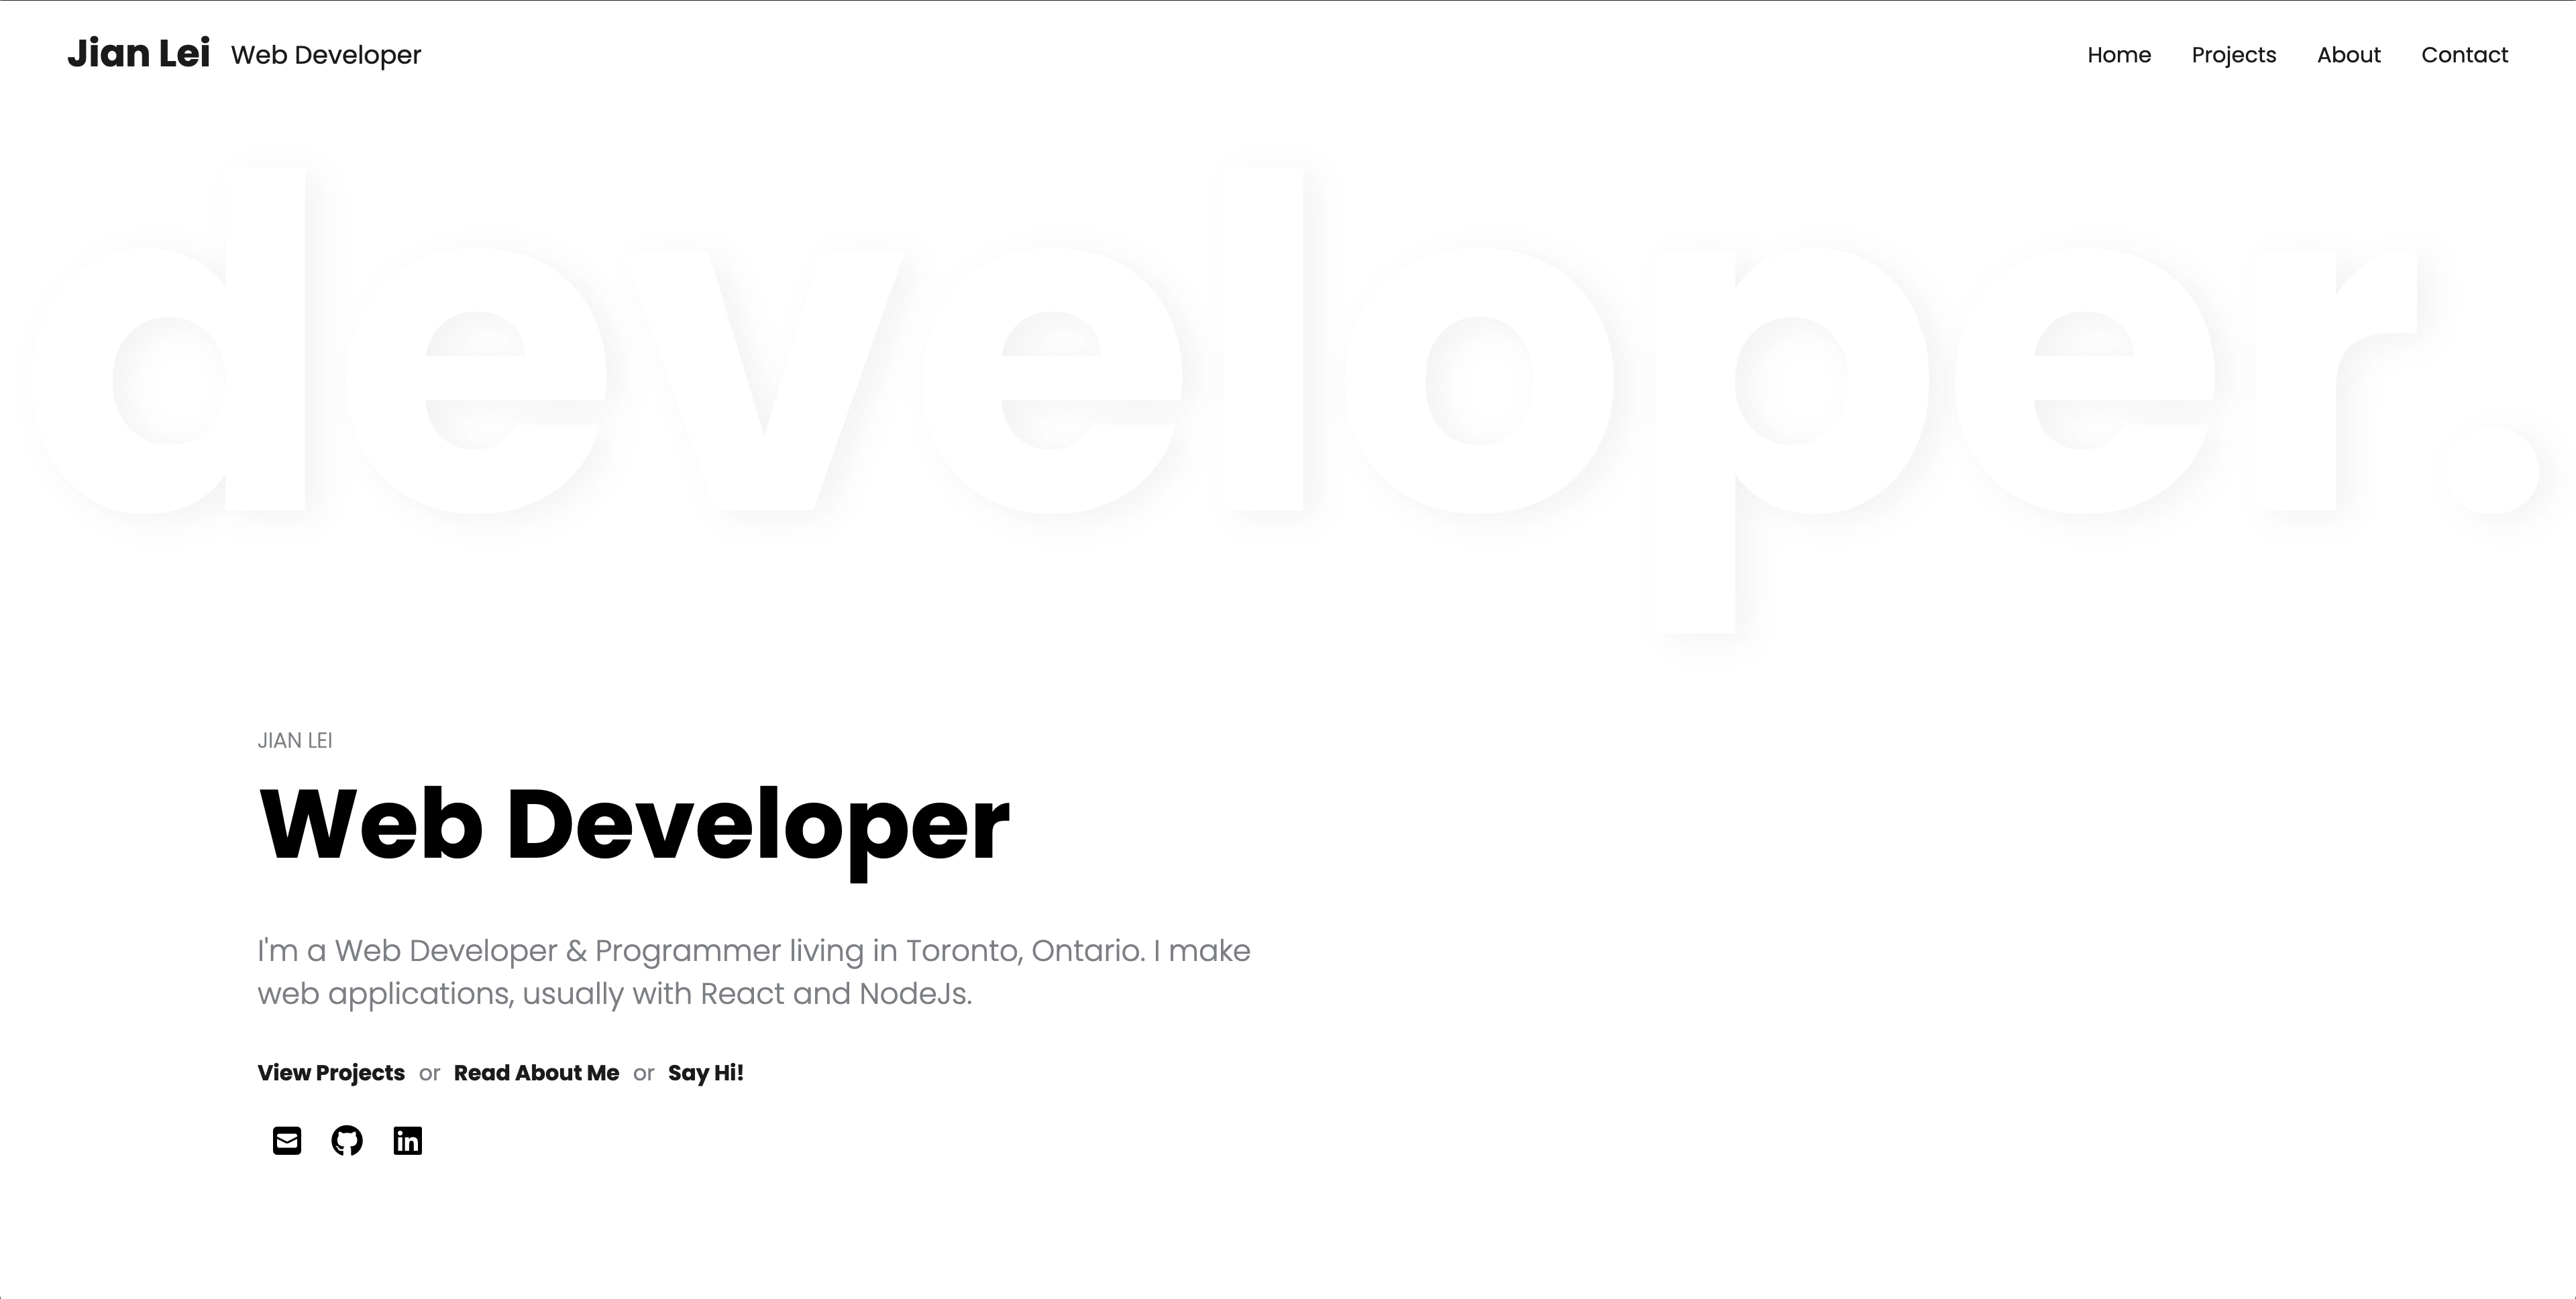 Jian Lei Web Developer Home Projects About Contact
developer.
JIAN LEI
Web Developer
I'm a Web Developer & Programmer living in Toronto, Ontario. I make
web applications, usually with React and NodeJs.
View Projects or Read About Me or Say Hi!
in